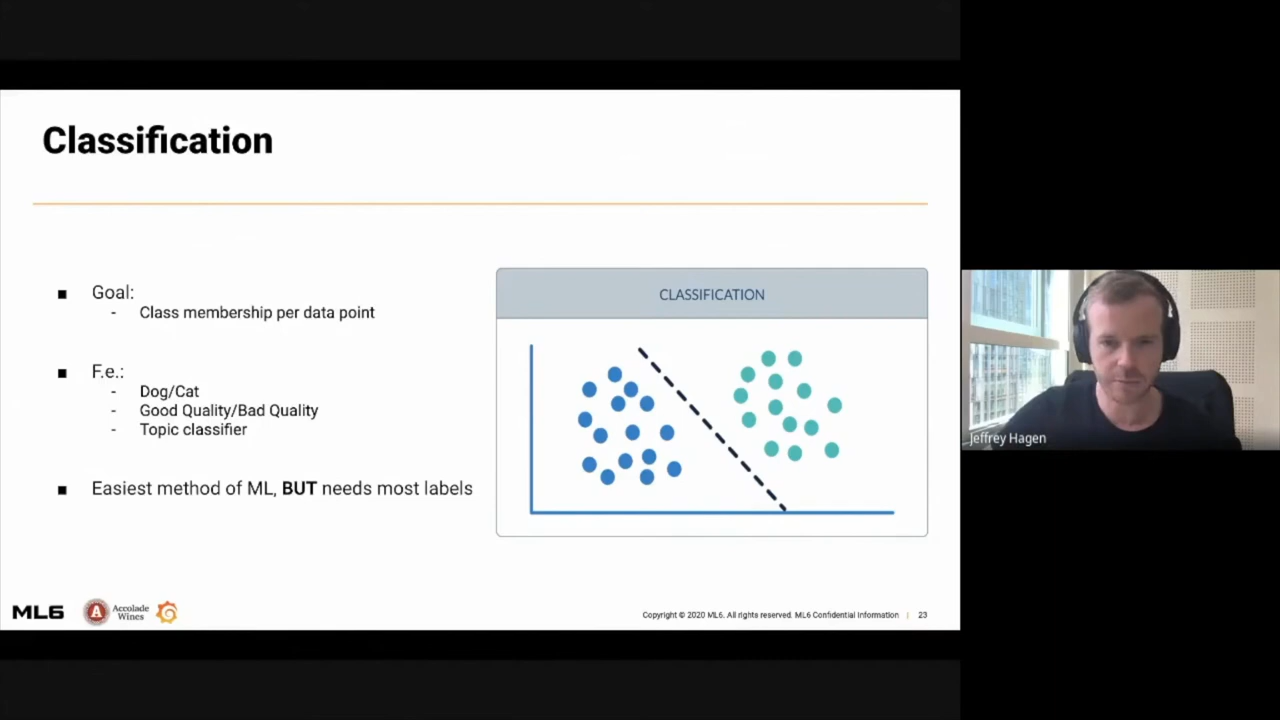 Classification
■ Goal:
- Class membership per data point
■ F.e.:
- Dog/Cat
- Good Quality/Bad Quality
- Topic classifier
■ Easiest method of ML, BUT needs most labels
CLASSIFICATION
Jeffrey Hagen
ML6
A
Accolade
Wines
Copyright © 2020 ML6. All rights reserved. ML6 Confidential Information | 23